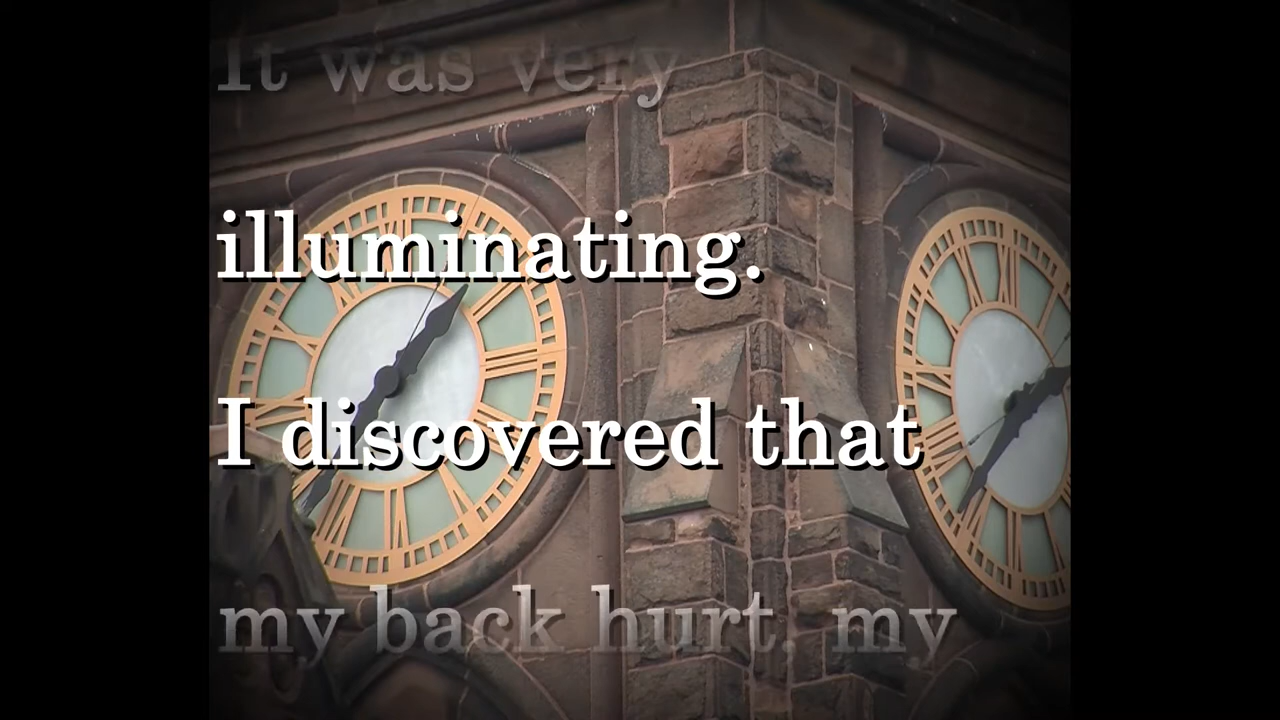 It was very
illuminating.
I discovered that
my back hurt, my